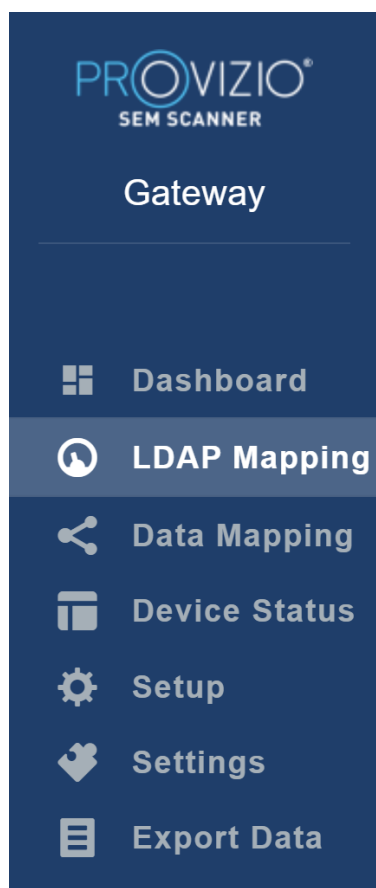 PROVIZIO®
SEM SCANNER
Gateway
Dashboard
LDAP Mapping
Data Mapping
Device Status
Setup
Settings
Export Data